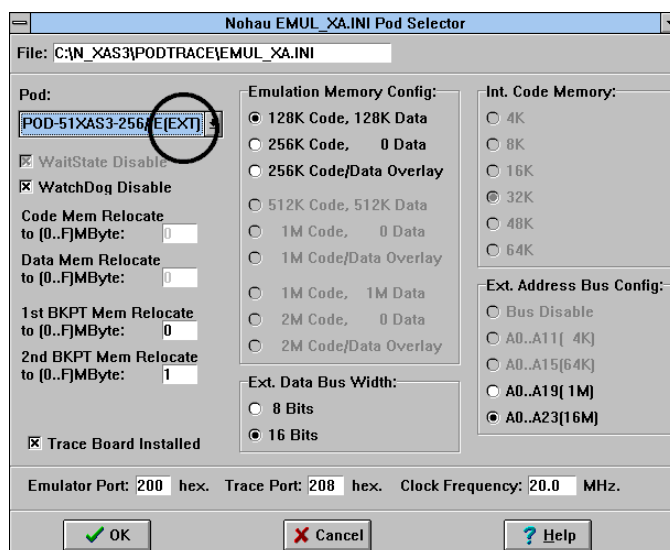 Nohau EMUL_XA.INI Pod Selector
File: C:\N_XAS3\PODTRACE\EMUL_XA.INI
Pod:
POD-51XAS3-256/E(EXT)
WaitState Disable
WatchDog Disable
Code Mem Relocate
to (0..F)MByte: 0
Data Mem Relocate
to (0..F)MByte: 0
1st BKPT Mem Relocate
to (0..F)MByte: 0
2nd BKPT Mem Relocate
to (0..F)MByte: 1
Trace Board Installed
Emulation Memory Config:
128K Code, 128K Data
256K Code, 0 Data
256K Code/Data Overlay
512K Code, 512K Data
1M Code, 0 Data
1M Code/Data Overlay
1M Code, 1M Data
2M Code, 0 Data
2M Code/Data Overlay
Ext. Data Bus Width:
8 Bits
16 Bits
Int. Code Memory:
4K
8K
16K
32K
48K
64K
Ext. Address Bus Config:
Bus Disable
A0..A11( 4K)
A0..A15(64K)
A0..A19( 1M)
A0..A23(16M)
Emulator Port: 200 hex. Trace Port: 208 hex. Clock Frequency: 20.0 MHz.
OK
Cancel
? Help